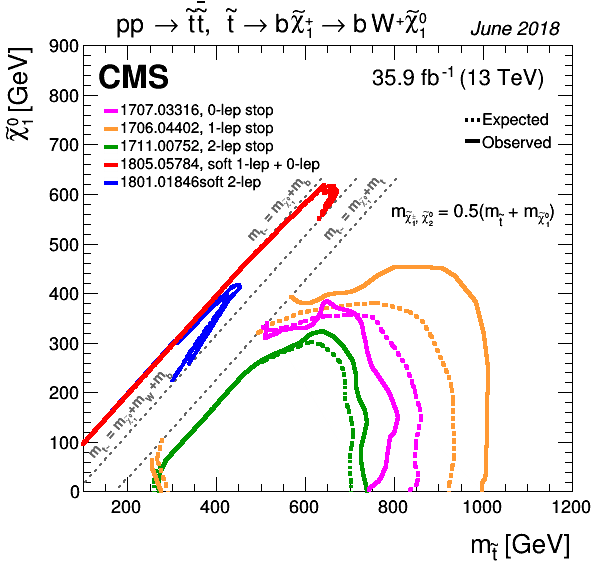 pp → t̃t̃̄, t̃ → b χ̃₁⁺ → b W⁺ χ̃₁⁰
June 2018
CMS
35.9 fb⁻¹ (13 TeV)
1707.03316, 0-lep stop
1706.04402, 1-lep stop
1711.00752, 2-lep stop
1805.05784, soft 1-lep + 0-lep
1801.01846soft 2-lep
Expected
Observed
m_χ̃₁±, χ̃₂⁰ = 0.5(m_t̃ + m_χ̃₁⁰)
m_t̃ = m_χ̃₁⁰+m_b
m_t̃ = m_χ̃₁⁰+m_t
m_t̃ = m_χ̃₁⁰+m_W+m_b
χ̃₁⁰ [GeV]
900
800
700
600
500
400
300
200
100
0
200 400 600 800 1000 1200
m_t̃ [GeV]